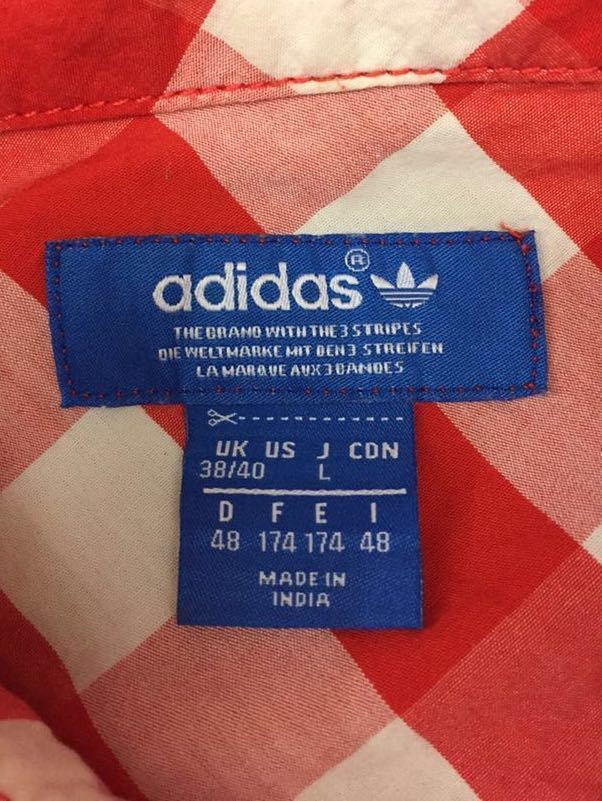 adidas®
THE BRAND WITH THE 3 STRIPES
DIE WELTMARKE MIT DEN 3 STREIFEN
LA MARQUE AUX 3 BANDES
UK US J CDN
38/40 L
D F E I
48 174 174 48
MADE IN
INDIA